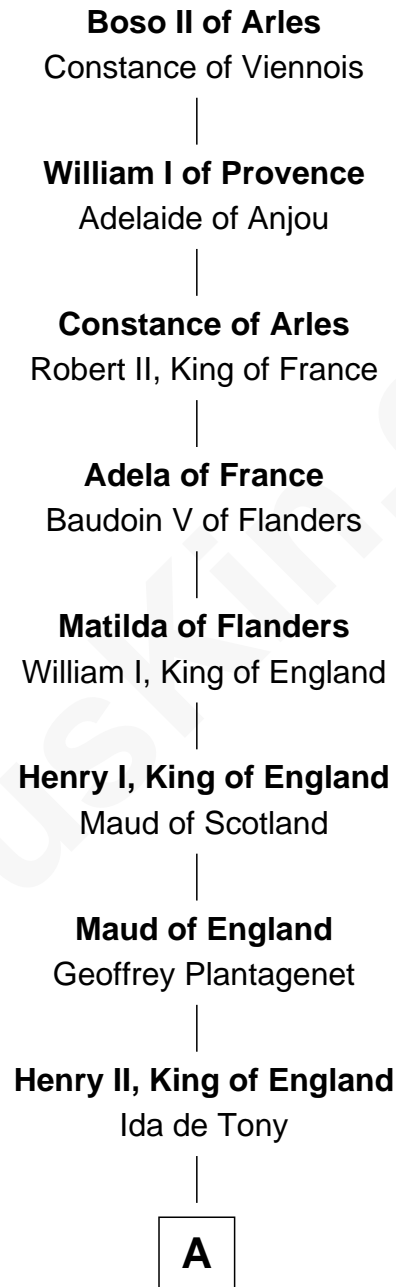 Boso II of Arles
Constance of Viennois
William I of Provence
Adelaide of Anjou
Constance of Arles
Robert II, King of France
Adela of France
Baudoin V of Flanders
Matilda of Flanders
William I, King of England
Henry I, King of England
Maud of Scotland
Maud of England
Geoffrey Plantagenet
Henry II, King of England
Ida de Tony
A